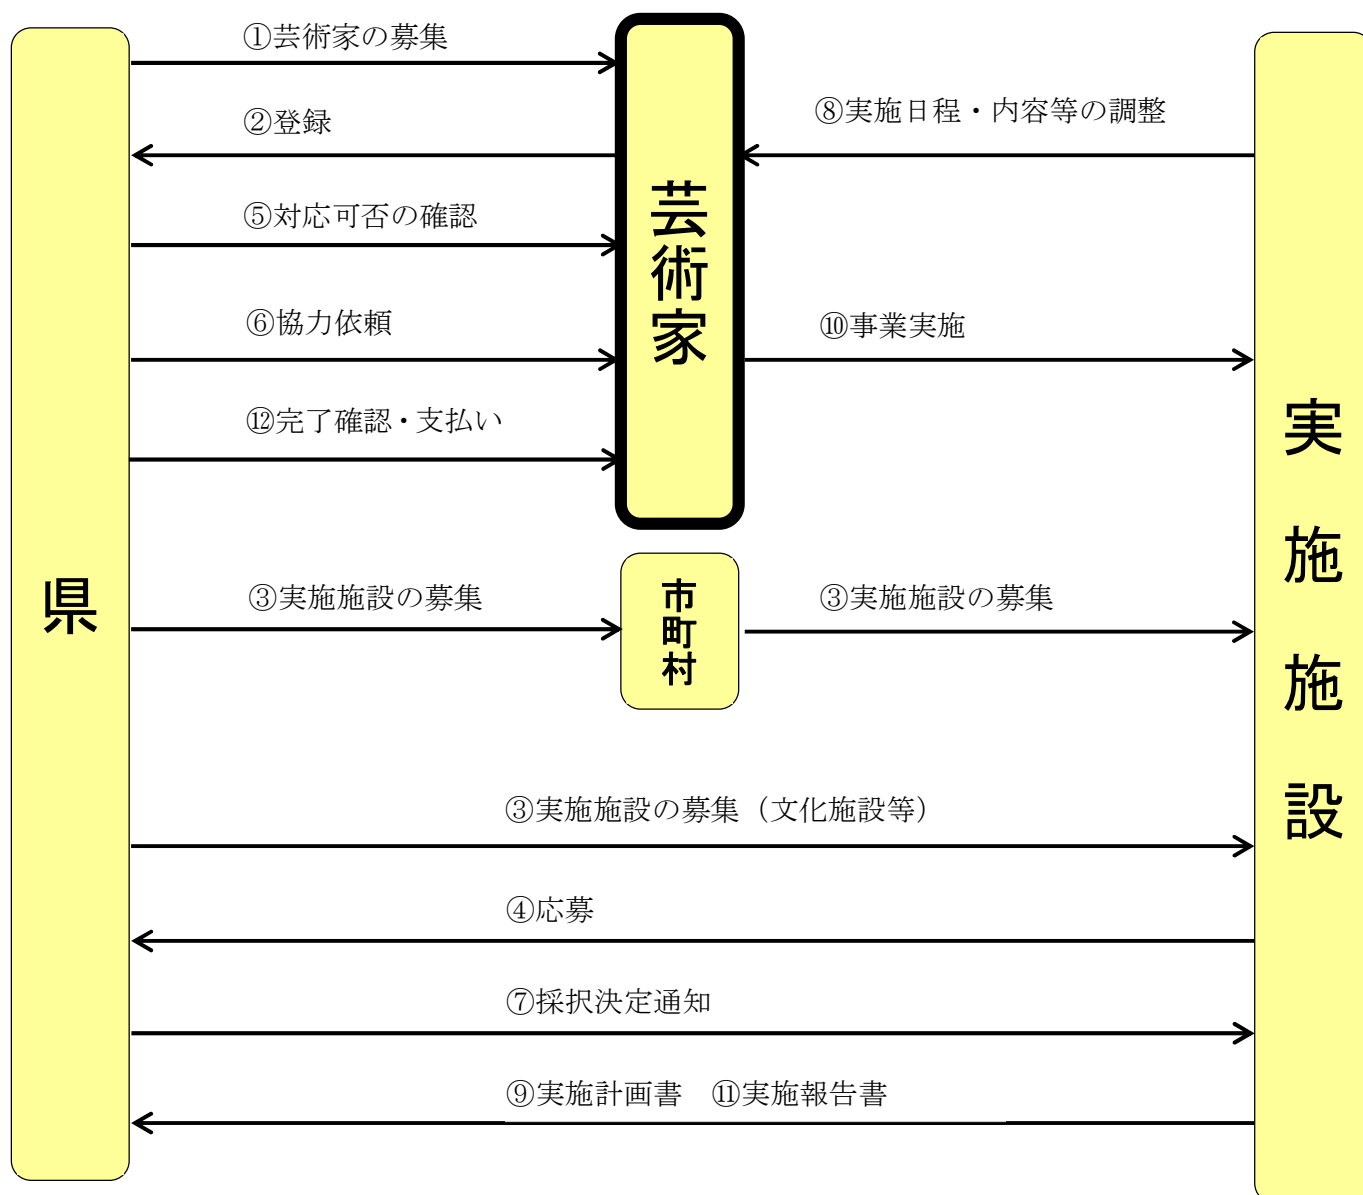 ①芸術家の募集
②登録
⑧実施日程・内容等の調整
⑤対応可否の確認
⑥協力依頼
⑩事業実施
⑫完了確認・支払い
芸術家
県
③実施施設の募集
市町村
③実施施設の募集
実施施設
③実施施設の募集（文化施設等）
④応募
⑦採択決定通知
⑨実施計画書　⑪実施報告書